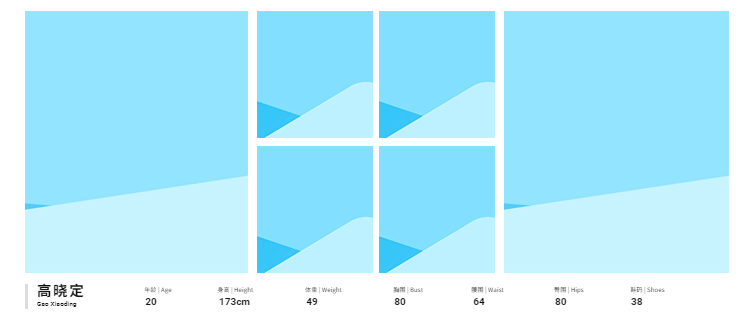 高晓定
Gao Xiaoding
年龄 | Age
20
身高 | Height
173cm
体重 | Weight
49
胸围 | Bust
80
腰围 | Waist
64
臀围 | Hips
80
鞋码 | Shoes
38